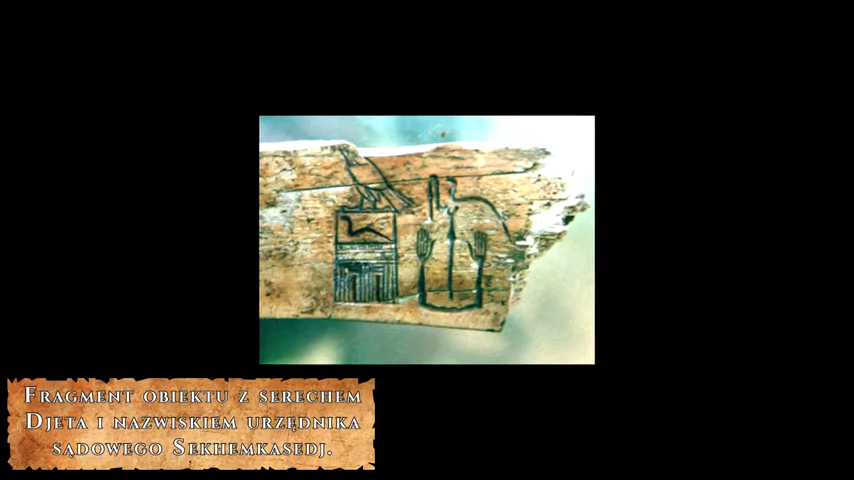 Fragment obiektu z serechem
Djeta i nazwiskiem urzędnika
sądowego Sekhemkasedj.